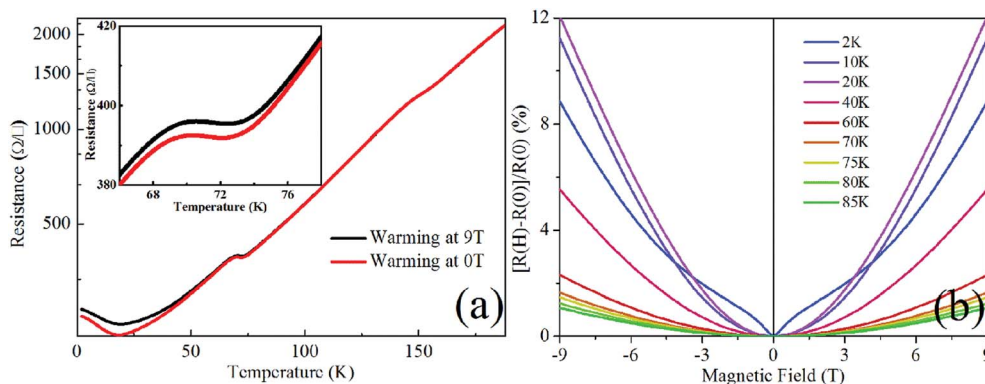 2000
1500
1000
500
Resistance (Ω/□)
0
50
100
150
Temperature (K)
420
400
380
Resistance (Ω/□)
68
72
76
Temperature (K)
Warming at 9T
Warming at 0T
(a)
12
8
4
0
[R(H)-R(0)]/R(0) (%)
-9
-6
-3
0
3
6
9
Magnetic Field (T)
2K
10K
20K
40K
60K
70K
75K
80K
85K
(b)